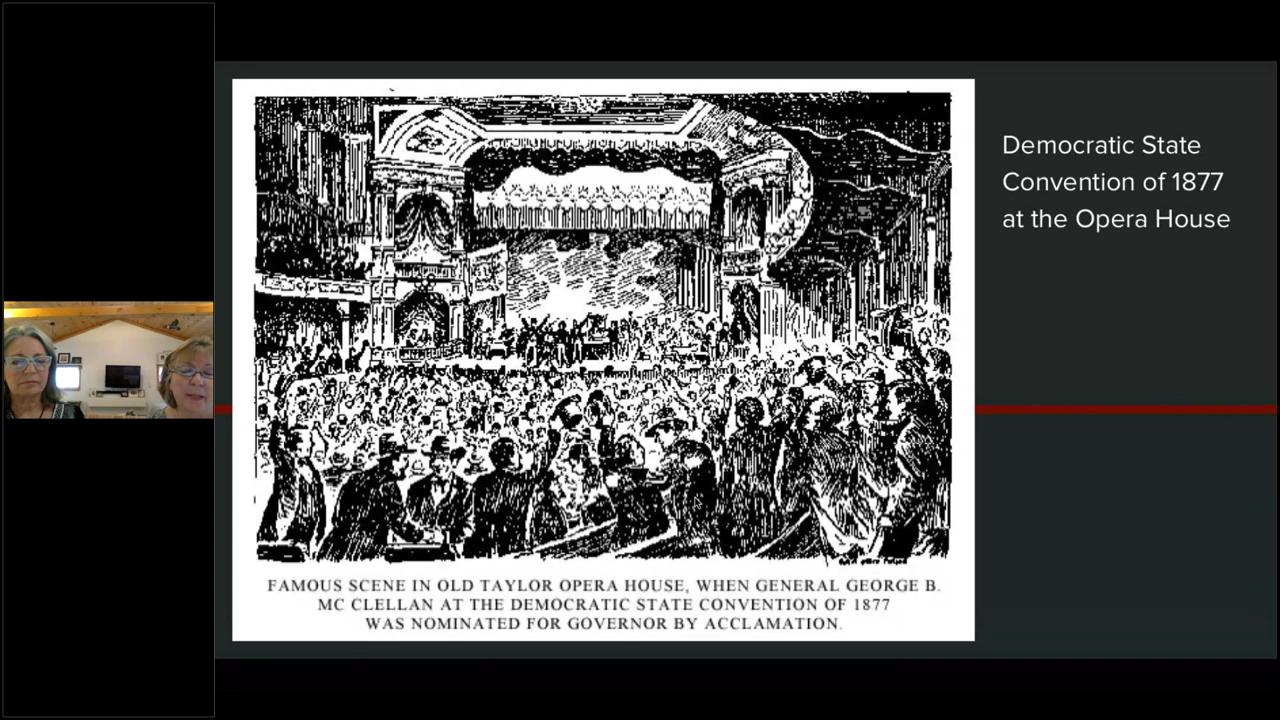 Democratic State
Convention of 1877
at the Opera House
FAMOUS SCENE IN OLD TAYLOR OPERA HOUSE, WHEN GENERAL GEORGE B.
MC CLELLAN AT THE DEMOCRATIC STATE CONVENTION OF 1877
WAS NOMINATED FOR GOVERNOR BY ACCLAMATION.